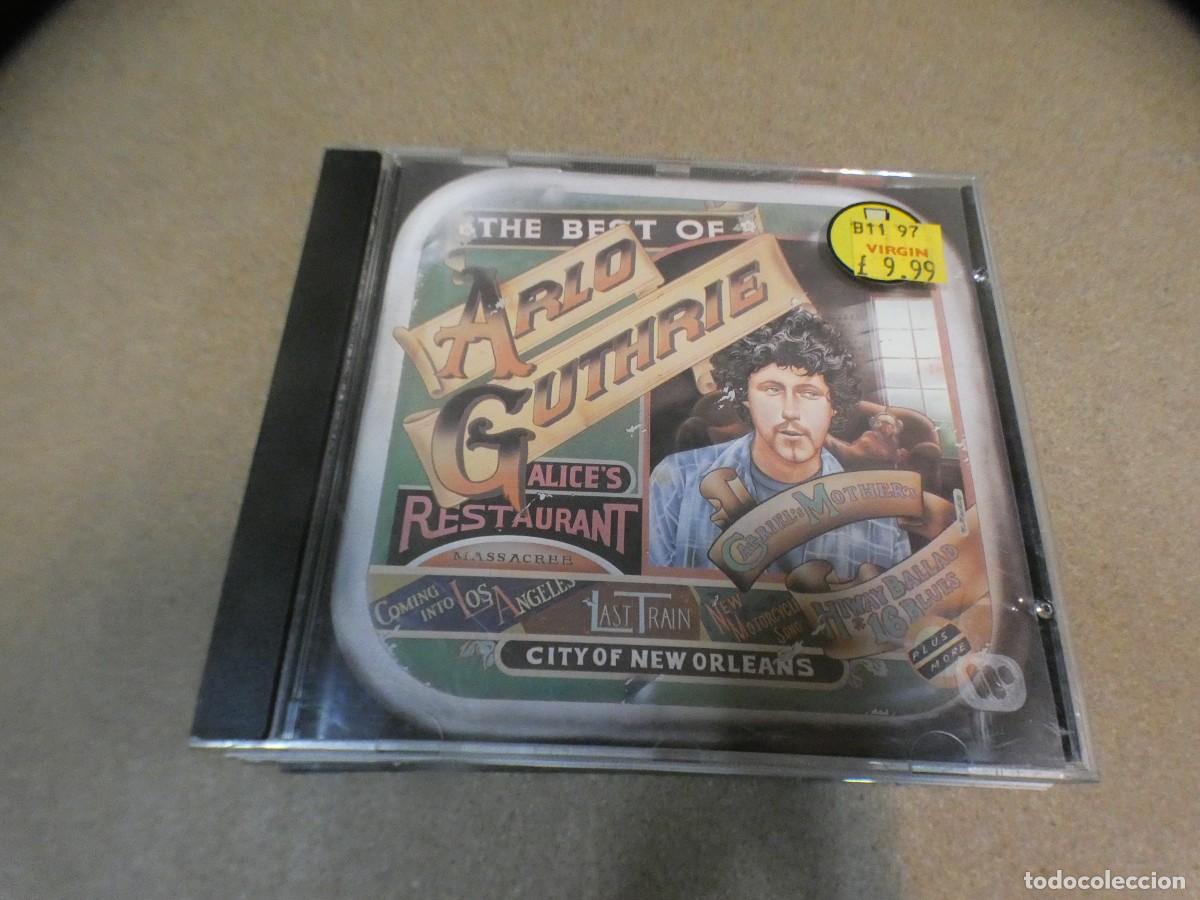 THE BEST OF
ARLO
GUTHRIE
B11 97
VIRGIN
£ 9.99
ALICE'S
RESTAURANT
MASSACREE
GABRIEL'S MOTHER'S
HIWAY BALLAD
#16 BLUES
COMING
INTO LOS ANGELES
LAST TRAIN
NEW
MOTORCYCLE
SONG
PLUS
MORE
CITY OF NEW ORLEANS
todocoleccion